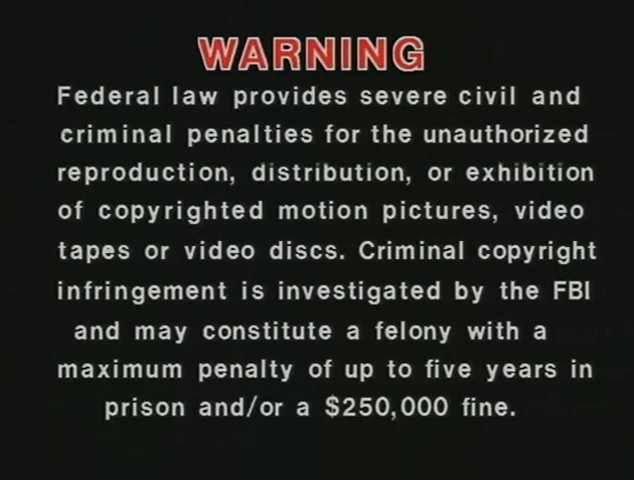 WARNING
Federal law provides severe civil and
criminal penalties for the unauthorized
reproduction, distribution, or exhibition
of copyrighted motion pictures, video
tapes or video discs. Criminal copyright
infringement is investigated by the FBI
and may constitute a felony with a
maximum penalty of up to five years in
prison and/or a $250,000 fine.